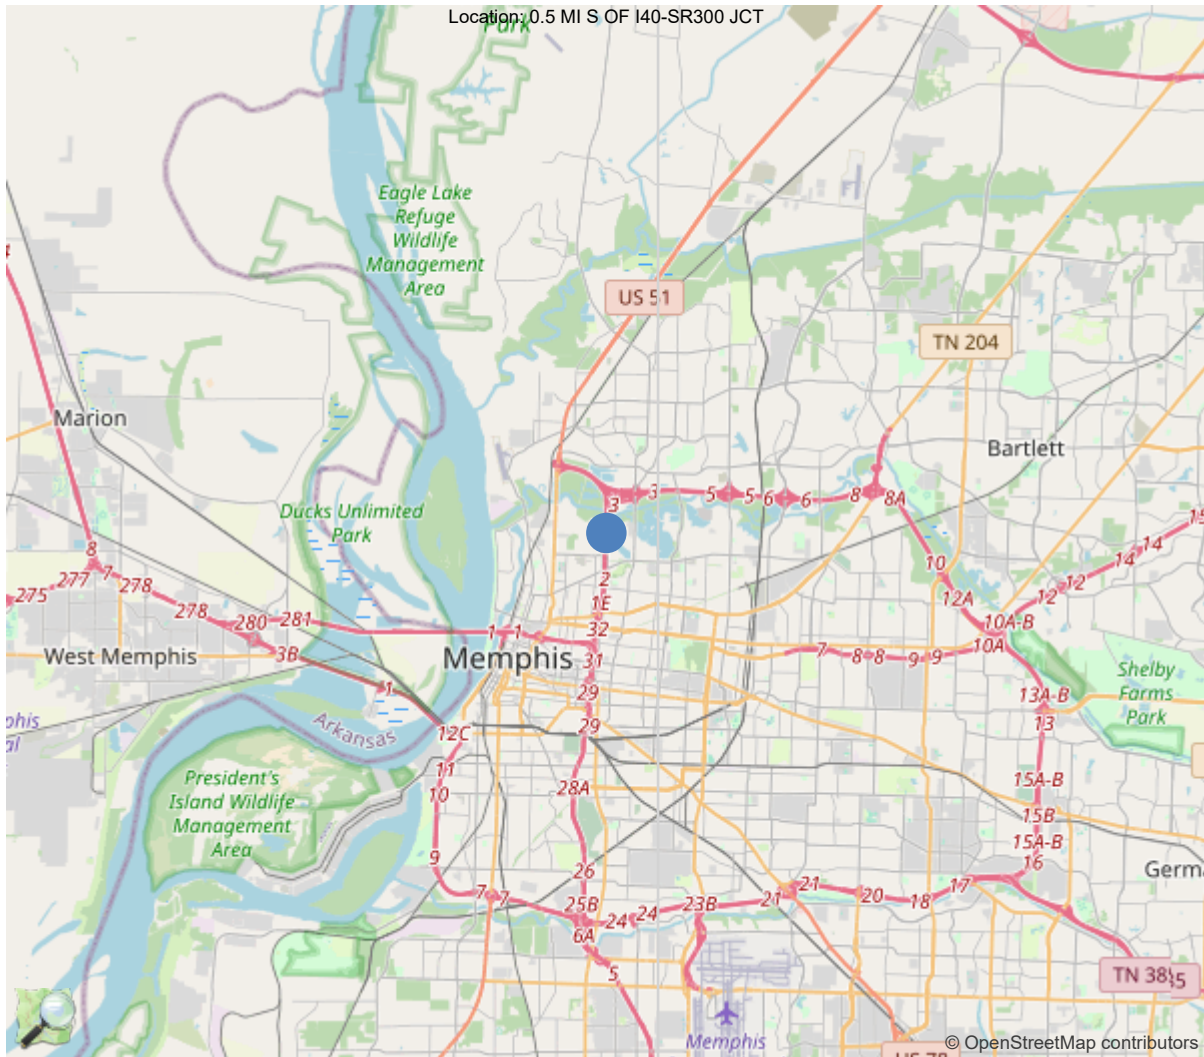 Location: 0.5 MI S OF I40-SR300 JCT
Park
Eagle Lake
Refuge
Wildlife
Management
Area
US 51
TN 204
Marion
Bartlett
3
3
5
5
6
6
8
8A
Ducks Unlimited
Park
8
7
275
277
278
278
280
281
3B
1
1
1
2
1E
32
31
29
29
10
12A
10A-B
10A
12
12
14
14
15
7
8
8
9
9
West Memphis
Memphis
Shelby
Farms
Park
13A-B
13
Arkansas
12C
11
10
9
President's
Island Wildlife
Management
Area
28A
26
15A-B
15B
15A-B
16
Germa
7
7
25B
6A
24
24
23B
21
21
20
18
17
5
TN 385
Memphis
US 78
© OpenStreetMap contributors